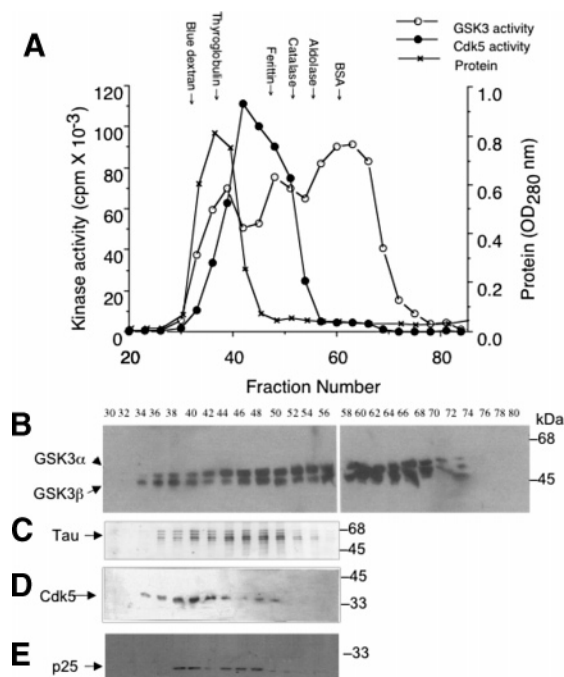 A
GSK3 activity
Cdk5 activity
Protein
Blue dextran→
Thyroglobulin→
Ferittin→
Catalase→
Aldolase→
BSA→
Kinase activity (cpm X 10-3)
120
100
80
60
40
20
0
1.0
0.8
0.6
0.4
0.2
0.0
Protein (OD280 nm)
20 40 60 80
Fraction Number
B
30 32 34 36 38 40 42 44 46 48 50 52 54 56 58 60 62 64 66 68 70 72 74 76 78 80
kDa
GSK3α
GSK3β
–68
–45
C
Tau
–68
–45
D
Cdk5
–45
–33
E
p25
–33